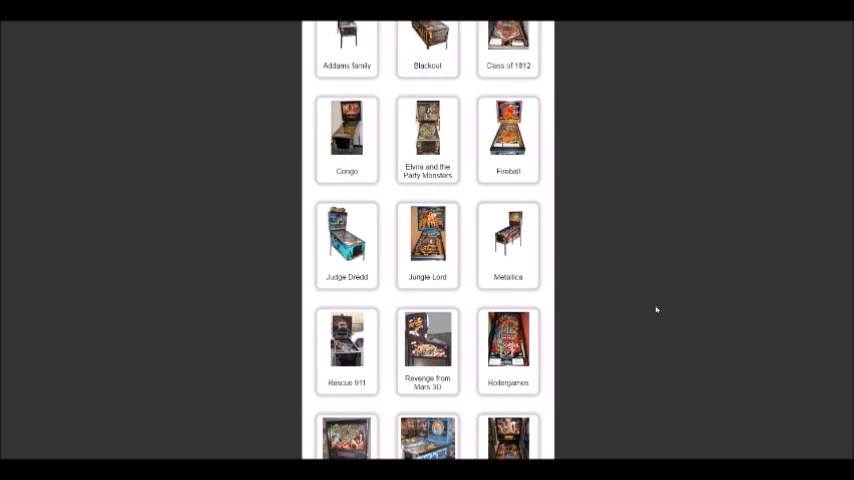 Addams family
Blackout
Class of 1812
Congo
Elvira and the
Party Monsters
Fireball
Judge Dredd
Jungle Lord
Metallica
Rescue 911
Revenge from
Mars 3D
Rollergames